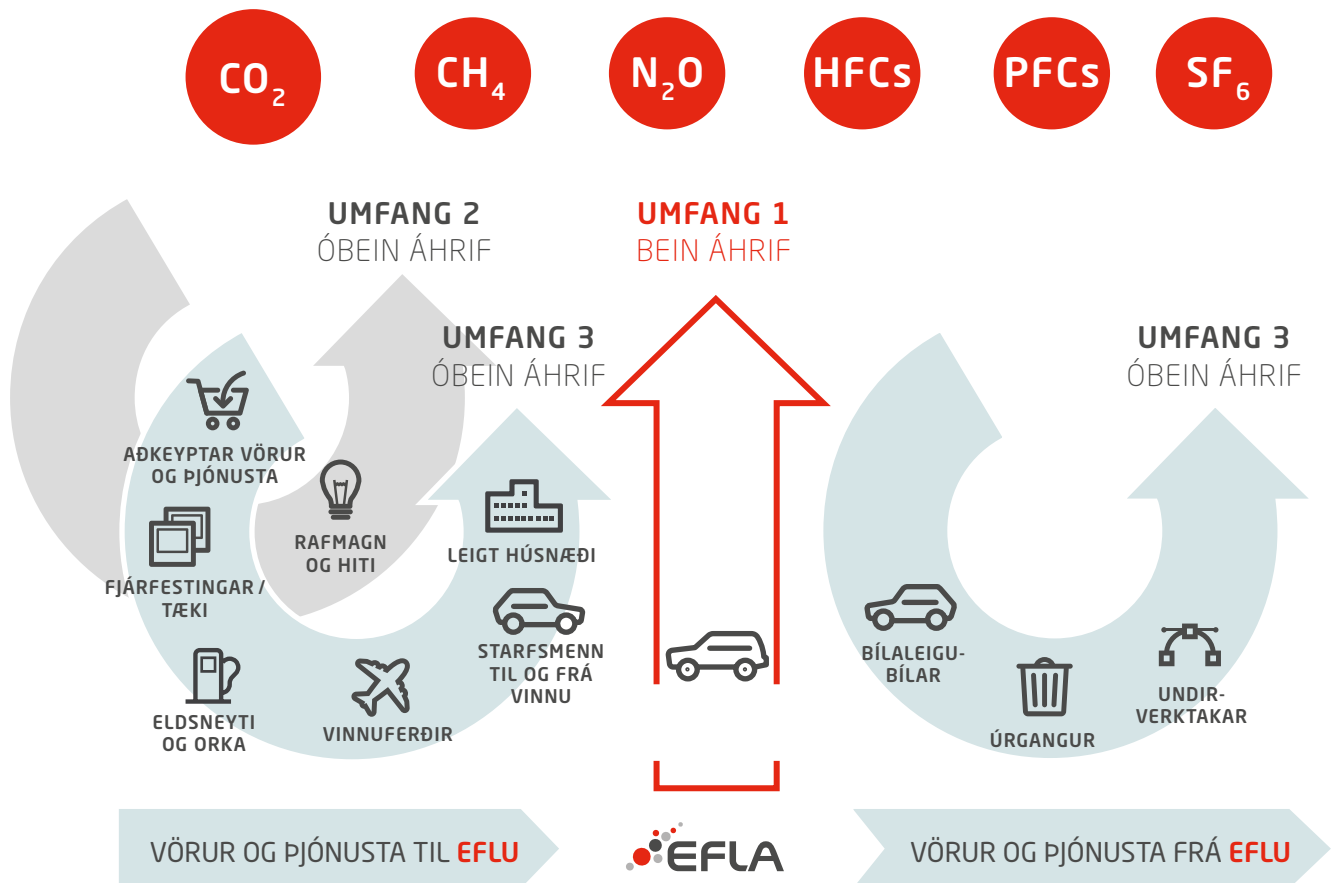 CO₂
CH₄
N₂O
HFCs
PFCs
SF₆
UMFANG 2
ÓBEIN ÁHRIF
UMFANG 1
BEIN ÁHRIF
UMFANG 3
ÓBEIN ÁHRIF
UMFANG 3
ÓBEIN ÁHRIF
AÐKEYPTAR VÖRUR
OG ÞJÓNUSTA
RAFMAGN
OG HITI
LEIGT HÚSNÆÐI
FJÁRFESTINGAR /
TÆKI
STARFSMENN
TIL OG FRÁ
VINNU
ELDSNEYTI
OG ORKA
VINNUFERÐIR
BÍLALEIGU-
BÍLAR
ÚRGANGUR
UNDIR-
VERKTAKAR
VÖRUR OG ÞJÓNUSTA TIL EFLU
EFLA
VÖRUR OG ÞJÓNUSTA FRÁ EFLU